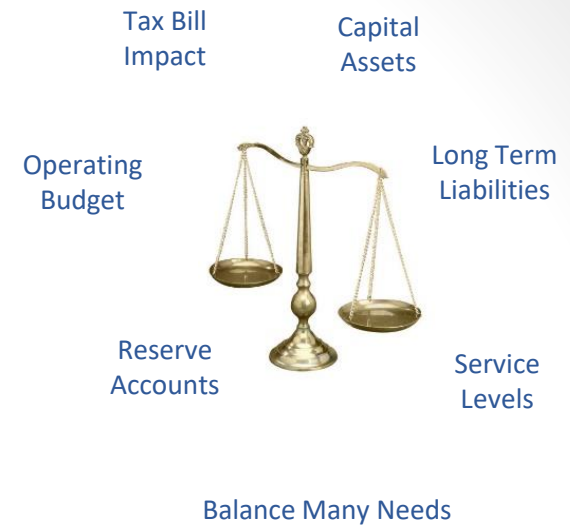 Tax Bill
Impact
Capital
Assets
Operating
Budget
Long Term
Liabilities
Reserve
Accounts
Service
Levels
Balance Many Needs